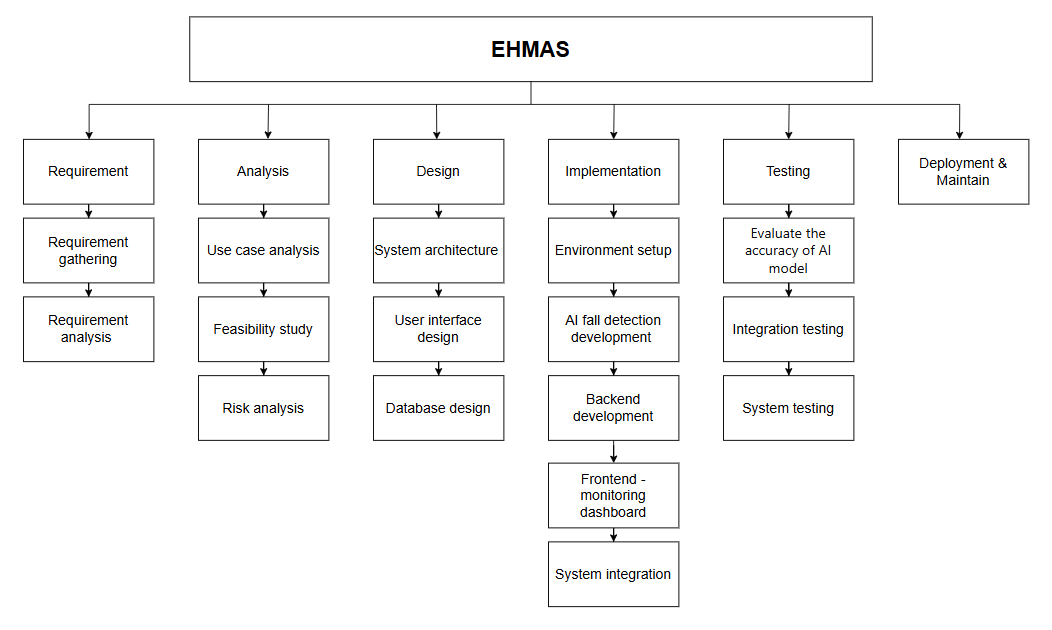 EHMAS
Requirement
Analysis
Design
Implementation
Testing
Deployment &
Maintain
Requirement
gathering
Use case analysis
System architecture
Environment setup
Evaluate the
accuracy of AI
model
Requirement
analysis
Feasibility study
User interface
design
AI fall detection
development
Integration testing
Risk analysis
Database design
Backend
development
System testing
Frontend -
monitoring
dashboard
System integration